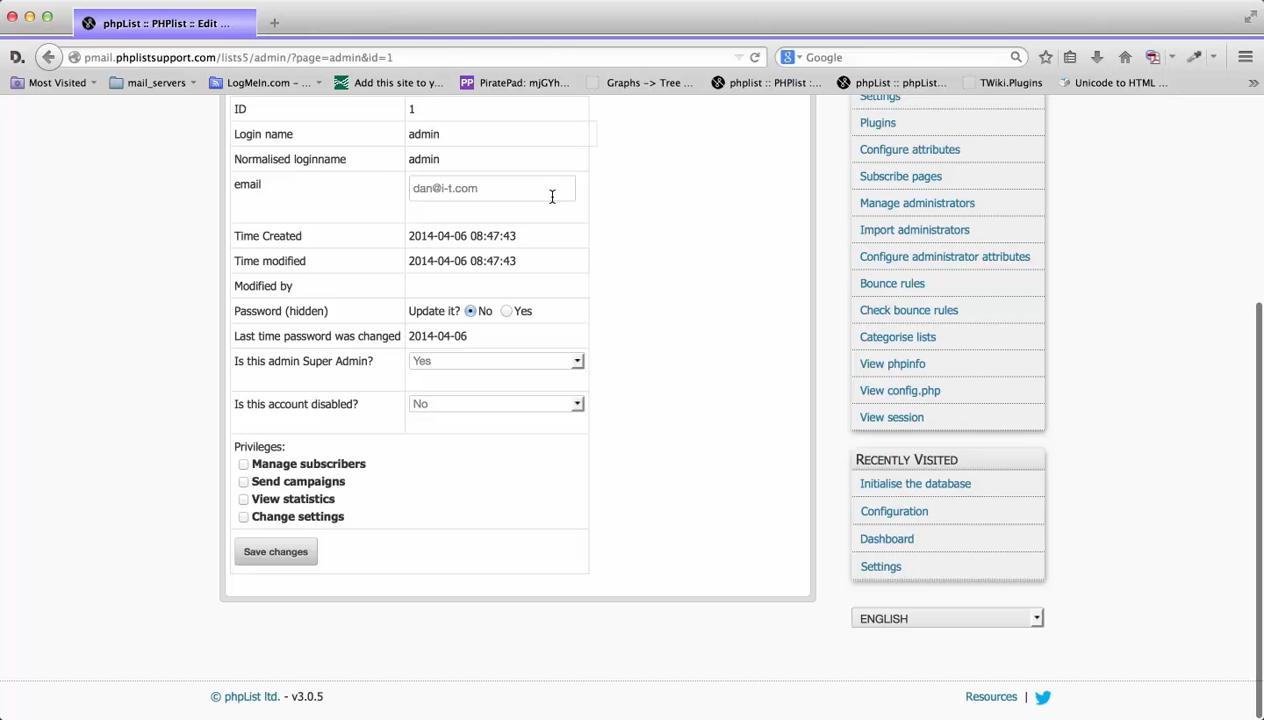 phpList :: PHPlist :: Edit ...
D.
pmail.phplistsupport.com/lists5/admin/?page=admin&id=1
Google
Most Visited
mail_servers
LogMeIn.com – ...
Add this site to y...
PP PiratePad: mjGYh...
Graphs -> Tree ...
phplist :: PHPlist :...
phpList :: phpList...
TWiki.Plugins
Unicode to HTML ...
ID 1
Login name admin
Normalised loginname admin
email dan@i-t.com
Time Created 2014-04-06 08:47:43
Time modified 2014-04-06 08:47:43
Modified by
Password (hidden) Update it? No Yes
Last time password was changed 2014-04-06
Is this admin Super Admin? Yes
Is this account disabled? No
Privileges:
Manage subscribers
Send campaigns
View statistics
Change settings
Save changes
Settings
Plugins
Configure attributes
Subscribe pages
Manage administrators
Import administrators
Configure administrator attributes
Bounce rules
Check bounce rules
Categorise lists
View phpinfo
View config.php
View session
RECENTLY VISITED
Initialise the database
Configuration
Dashboard
Settings
ENGLISH
© phpList ltd. - v3.0.5
Resources |